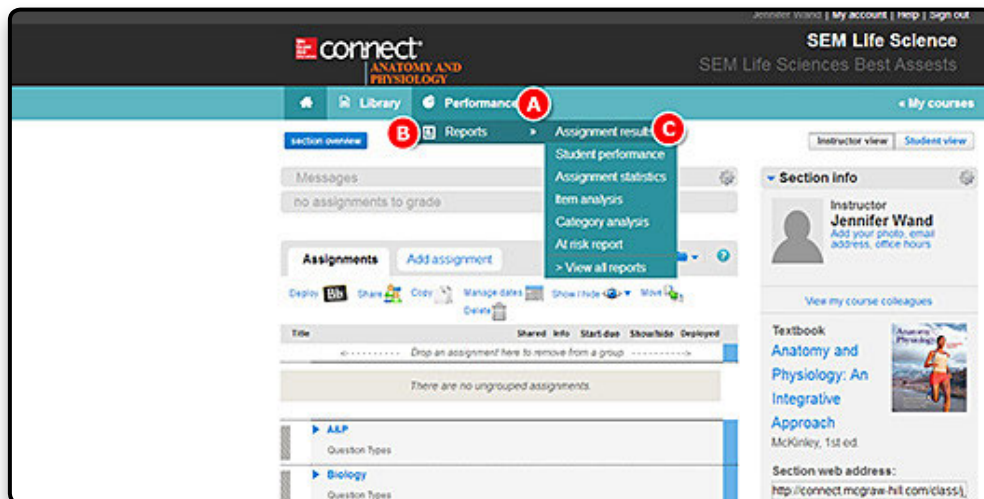 Jennifer Wand | My account | Help | Sign out
connect
ANATOMY AND
PHYSIOLOGY
SEM Life Science
SEM Life Sciences Best Assests
Library
Performance
A
« My courses
section overview
B
Reports
Assignment results
C
Student performance
Assignment statistics
Item analysis
Category analysis
At risk report
> View all reports
Instructor view
Student view
Messages
no assignments to grade
Section info
Instructor
Jennifer Wand
Add your photo, email
address, office hours
View my course colleagues
Assignments
Add assignment
?
Deploy Bb Share Copy Manage dates Show / hide Move
Delete
Title Shared Info Start-due Show/hide Deployed
<---------- Drop an assignment here to remove from a group ---------->
There are no ungrouped assignments.
A&P
Question Types
Biology
Question Types
Textbook
Anatomy and
Physiology: An
Integrative
Approach
McKinley, 1st ed.
Anatomy
Physiology
Section web address:
http://connect.mcgraw-hill.com/class/j